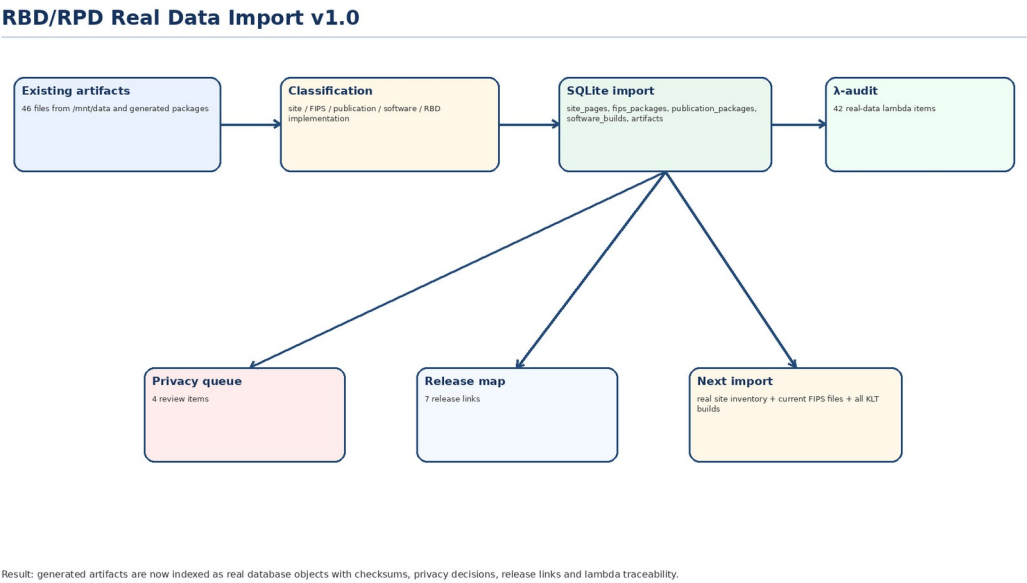 RBD/RPD Real Data Import v1.0
Existing artifacts
46 files from /mnt/data and generated packages
Classification
site / FIPS / publication / software / RBD
implementation
SQLite import
site_pages, fips_packages, publication_packages,
software_builds, artifacts
λ-audit
42 real-data lambda items
Privacy queue
4 review items
Release map
7 release links
Next import
real site inventory + current FIPS files + all KLT
builds
Result: generated artifacts are now indexed as real database objects with checksums, privacy decisions, release links and lambda traceability.